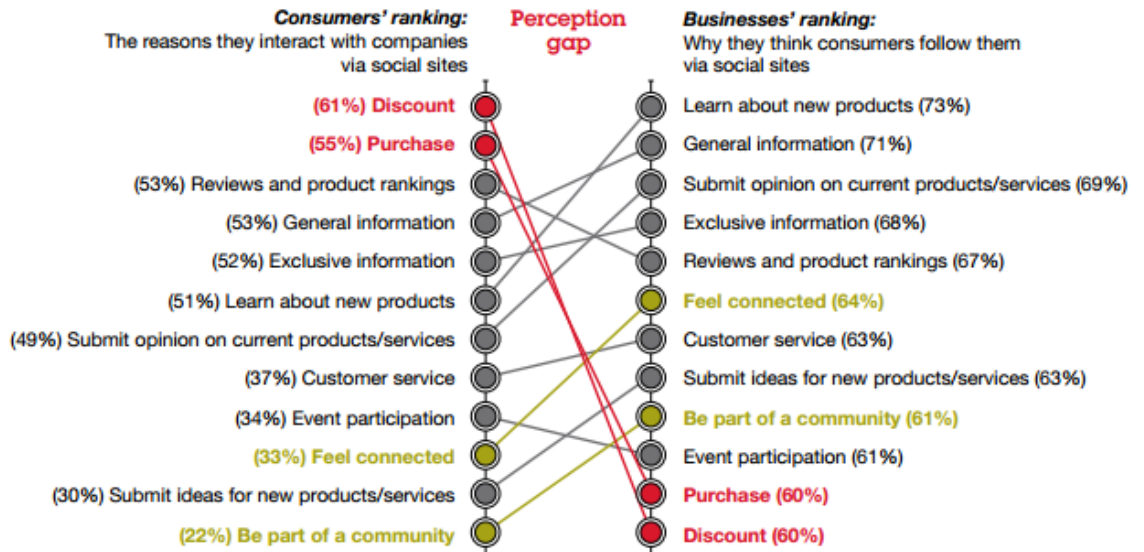 Consumers' ranking:
The reasons they interact with companies
via social sites
Perception
gap
Businesses' ranking:
Why they think consumers follow them
via social sites
(61%) Discount
(55%) Purchase
(53%) Reviews and product rankings
(53%) General information
(52%) Exclusive information
(51%) Learn about new products
(49%) Submit opinion on current products/services
(37%) Customer service
(34%) Event participation
(33%) Feel connected
(30%) Submit ideas for new products/services
(22%) Be part of a community
Learn about new products (73%)
General information (71%)
Submit opinion on current products/services (69%)
Exclusive information (68%)
Reviews and product rankings (67%)
Feel connected (64%)
Customer service (63%)
Submit ideas for new products/services (63%)
Be part of a community (61%)
Event participation (61%)
Purchase (60%)
Discount (60%)